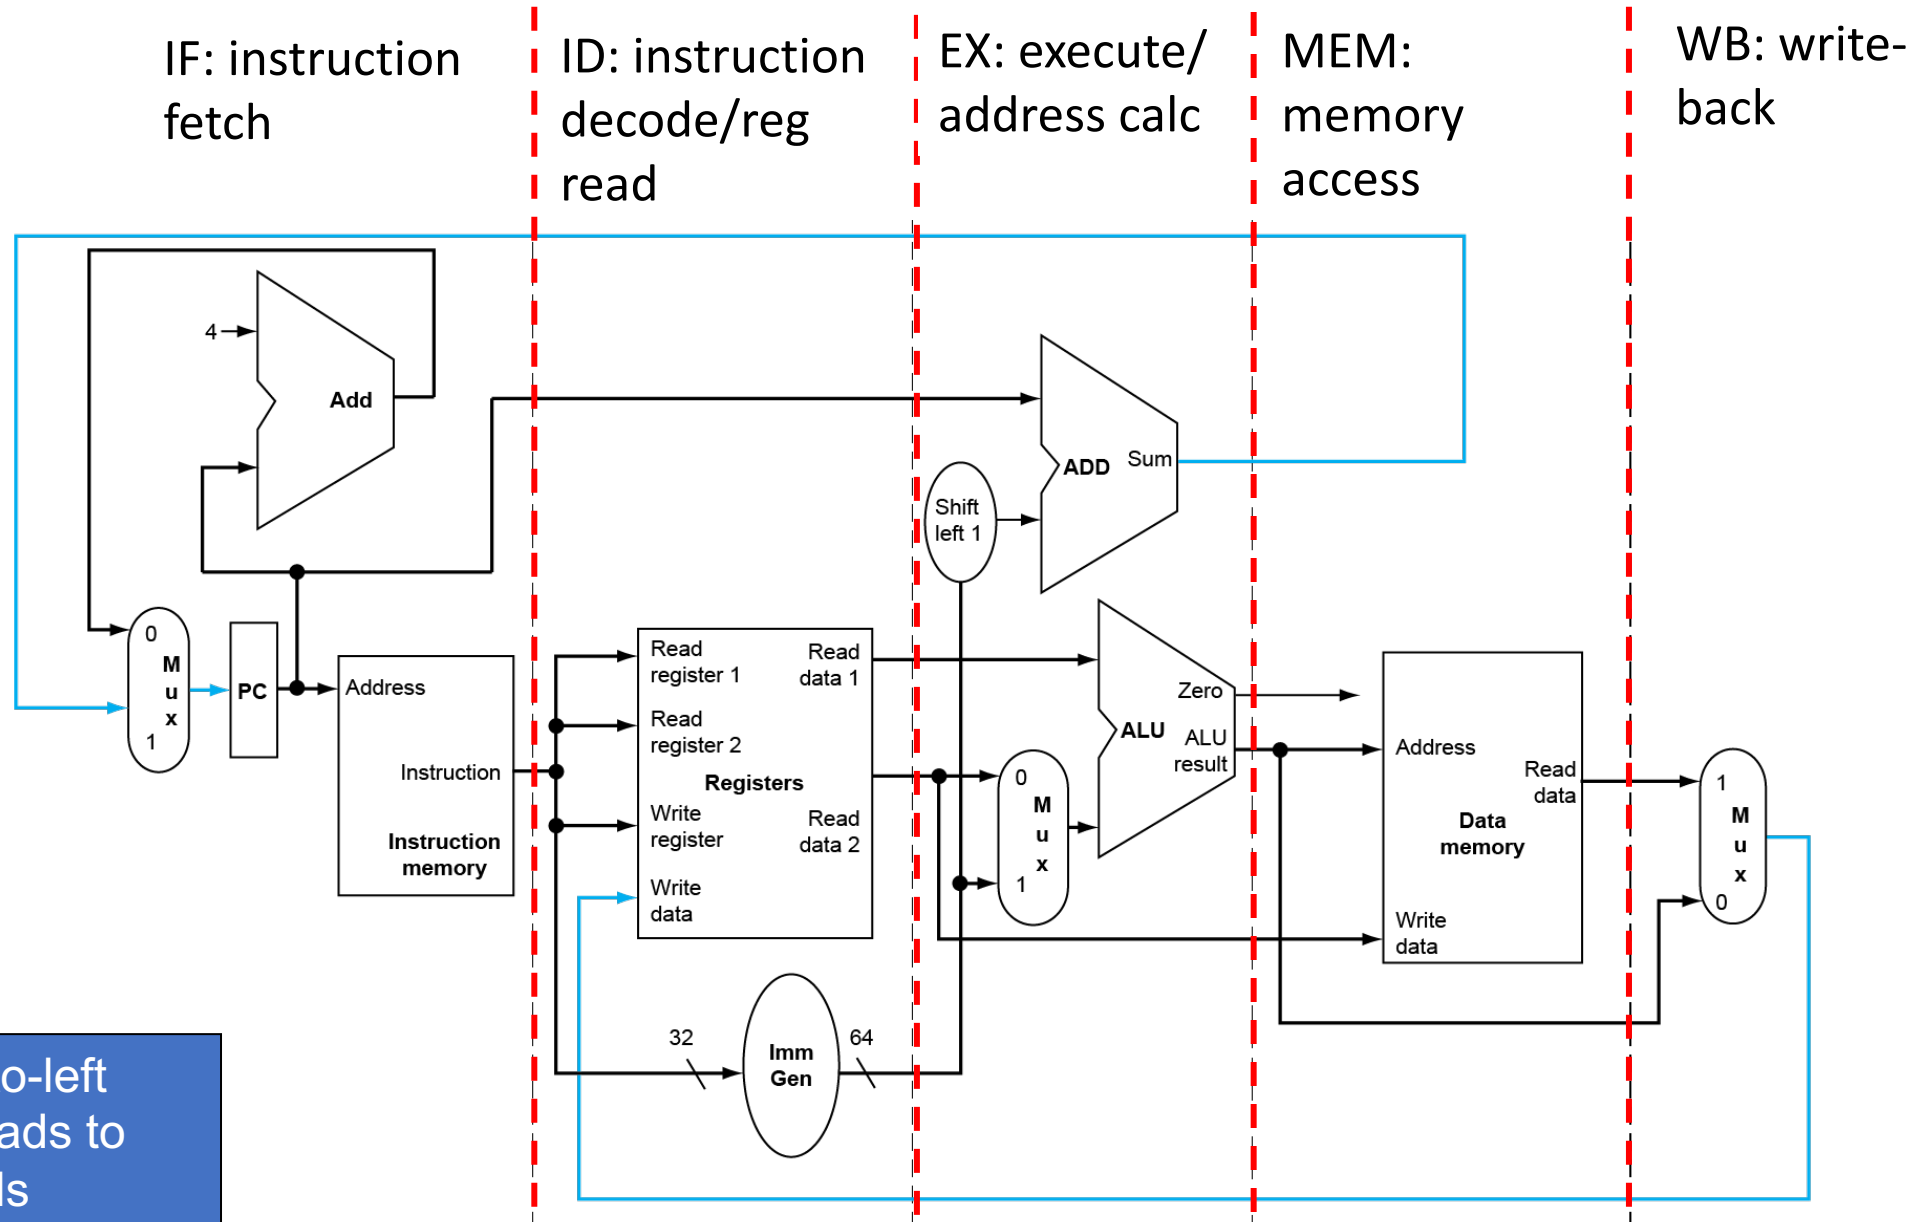 IF: instruction
fetch
ID: instruction
decode/reg
read
EX: execute/
address calc
MEM:
memory
access
WB: write-
back
4
Add
ADD
Sum
Shift
left 1
0
M
u
x
1
PC
Address
Instruction
Instruction
memory
Read
register 1
Read
register 2
Write
register
Write
data
Registers
Read
data 1
Read
data 2
0
M
u
x
1
Zero
ALU
ALU
result
Address
Read
data
Data
memory
Write
data
1
M
u
x
0
32
Imm
Gen
64
o-left
ads to
ls